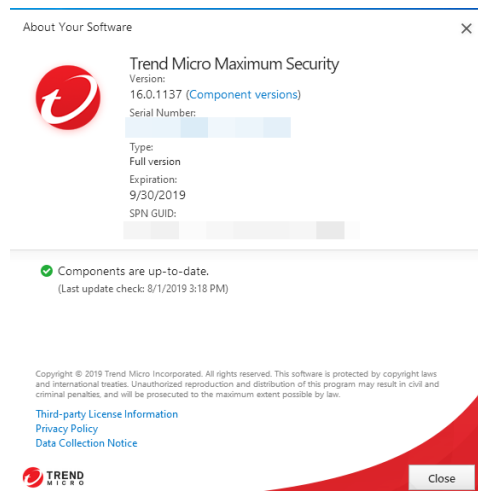 About Your Software
Trend Micro Maximum Security
Version:
16.0.1137 (Component versions)
Serial Number:
Type:
Full version
Expiration:
9/30/2019
SPN GUID:
Components are up-to-date.
(Last update check: 8/1/2019 3:18 PM)
Copyright © 2019 Trend Micro Incorporated. All rights reserved. This software is protected by copyright laws
and international treaties. Unauthorized reproduction and distribution of this program may result in civil and
criminal penalties, and will be prosecuted to the maximum extent possible by law.
Third-party License Information
Privacy Policy
Data Collection Notice
TREND
MICRO
Close